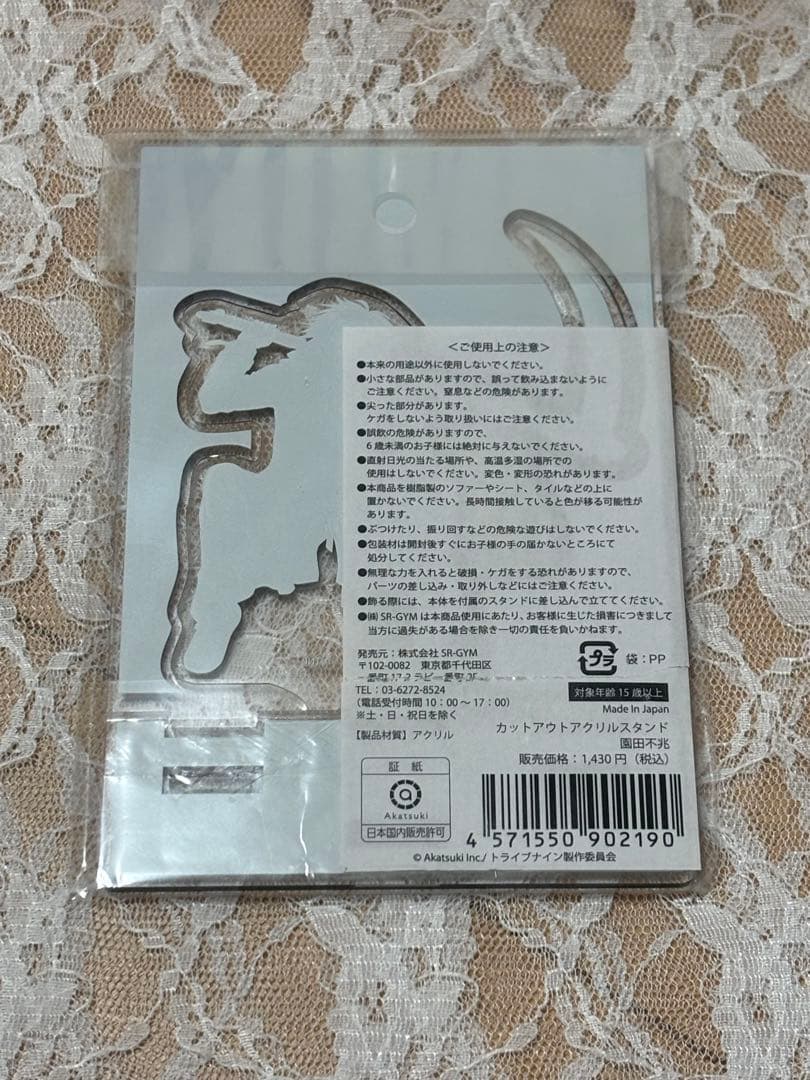 ＜ご使用上の注意＞
●本来の用途以外に使用しないでください。
●小さな部品がありますので、誤って飲み込まないように
ご注意ください。窒息などの危険があります。
●尖った部分があります。
ケガをしないよう取り扱いにはご注意ください。
●誤飲の危険がありますので、
6歳未満のお子様には絶対に与えないでください。
●直射日光の当たる場所や、高温多湿の場所での
使用はしないでください。変色・変形の恐れがあります。
●本商品を樹脂製のソファーやシート、タイルなどの上に
置かないでください。長時間接触していると色が移る可能性が
あります。
●ぶつけたり、振り回すなどの危険な遊びはしないでください。
●包装材は開封後すぐにお子様の手の届かないところにて
処分してください。
●無理な力を入れると破損・ケガをする恐れがありますので、
パーツの差し込み・取り外しなどにはご注意ください。
●飾る際には、本体を付属のスタンドに差し込んで立ててください。
●㈱SR-GYMは本商品使用にあたり、お客様に生じた損害につきまして
当方に過失がある場合を除き一切の責任を負いかねます。
発売元：株式会社 SR-GYM
〒102-0082 東京都千代田区
TEL：03-6272-8524
（電話受付時間 10：00～17：00）
※土・日・祝日を除く
【製品材質】アクリル
プラ
袋：PP
対象年齢15歳以上
Made In Japan
カットアウトアクリルスタンド
園田不兆
販売価格：1,430円（税込）
証紙
Akatsuki
日本国内販売許可
4 571550 902190
© Akatsuki Inc./ トライブナイン製作委員会